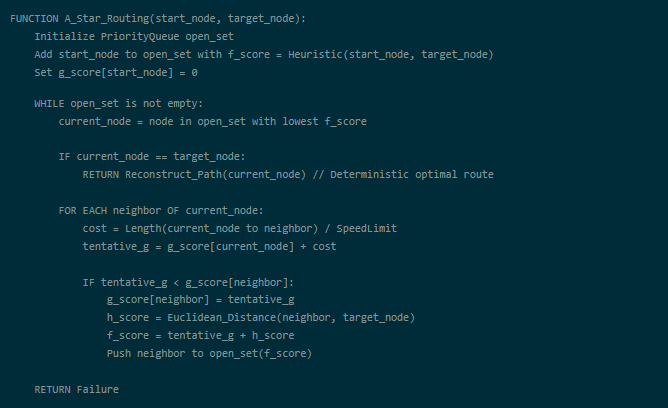 FUNCTION A_Star_Routing(start_node, target_node):
    Initialize PriorityQueue open_set
    Add start_node to open_set with f_score = Heuristic(start_node, target_node)
    Set g_score[start_node] = 0

    WHILE open_set is not empty:
        current_node = node in open_set with lowest f_score

        IF current_node == target_node:
            RETURN Reconstruct_Path(current_node) // Deterministic optimal route

        FOR EACH neighbor OF current_node:
            cost = Length(current_node to neighbor) / SpeedLimit
            tentative_g = g_score[current_node] + cost

            IF tentative_g < g_score[neighbor]:
                g_score[neighbor] = tentative_g
                h_score = Euclidean_Distance(neighbor, target_node)
                f_score = tentative_g + h_score
                Push neighbor to open_set(f_score)

    RETURN Failure